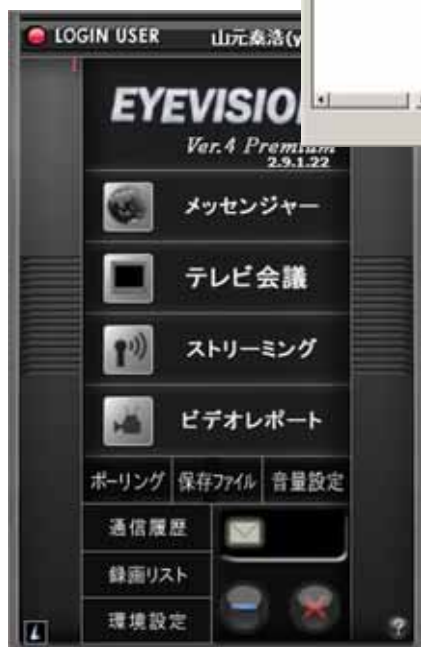 LOGIN USER 山元泰浩(y
EYEVISIO
Ver.4 Premium
2.9.1.22
メッセンジャー
テレビ会議
ストリーミング
ビデオレポート
ポーリング 保存ファイル 音量設定
通信履歴
録画リスト
環境設定
?